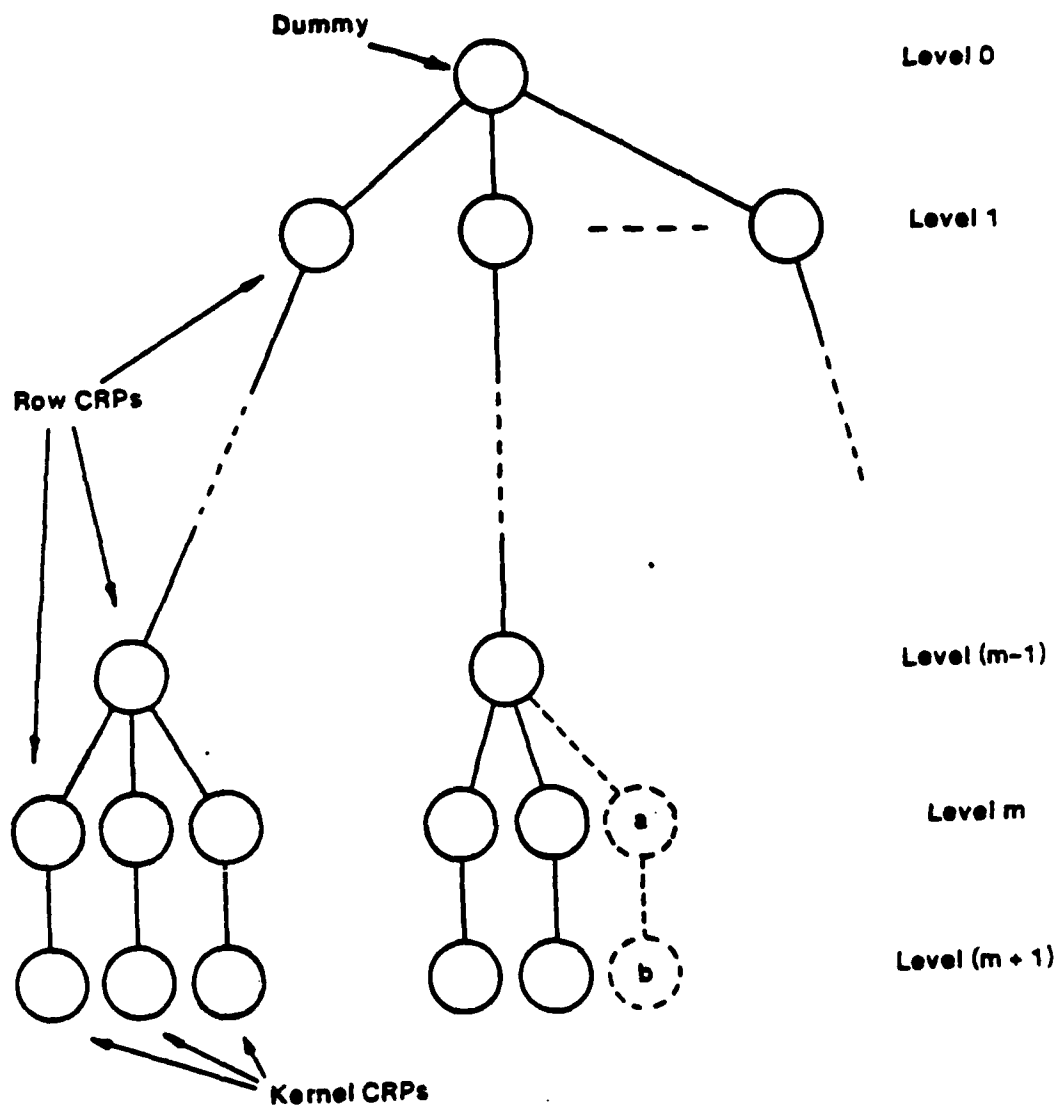 Dummy
Level 0
Level 1
Row CRPs
Level (m-1)
a
Level m
b
Level (m + 1)
Kernel CRPs